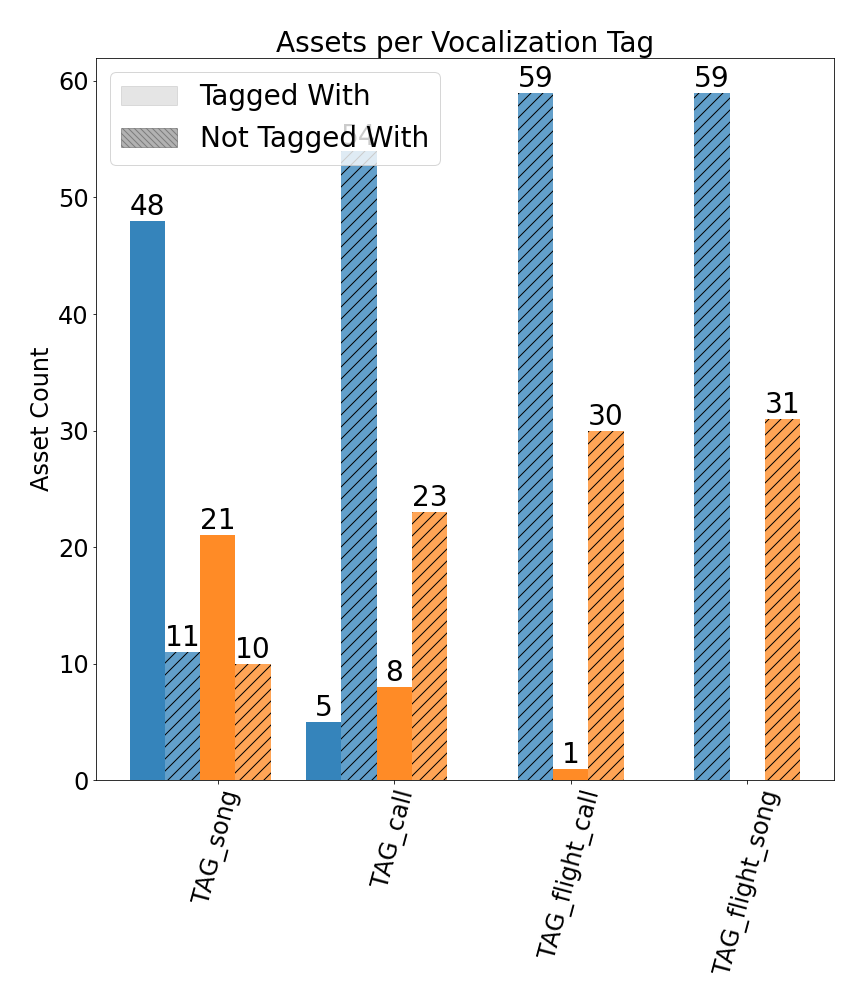 Assets per Vocalization Tag
Tagged With
Not Tagged With
Asset Count
60
50
40
30
20
10
0
48
11
21
10
5
54
8
23
59
1
30
59
31
TAG_song
TAG_call
TAG_flight_call
TAG_flight_song